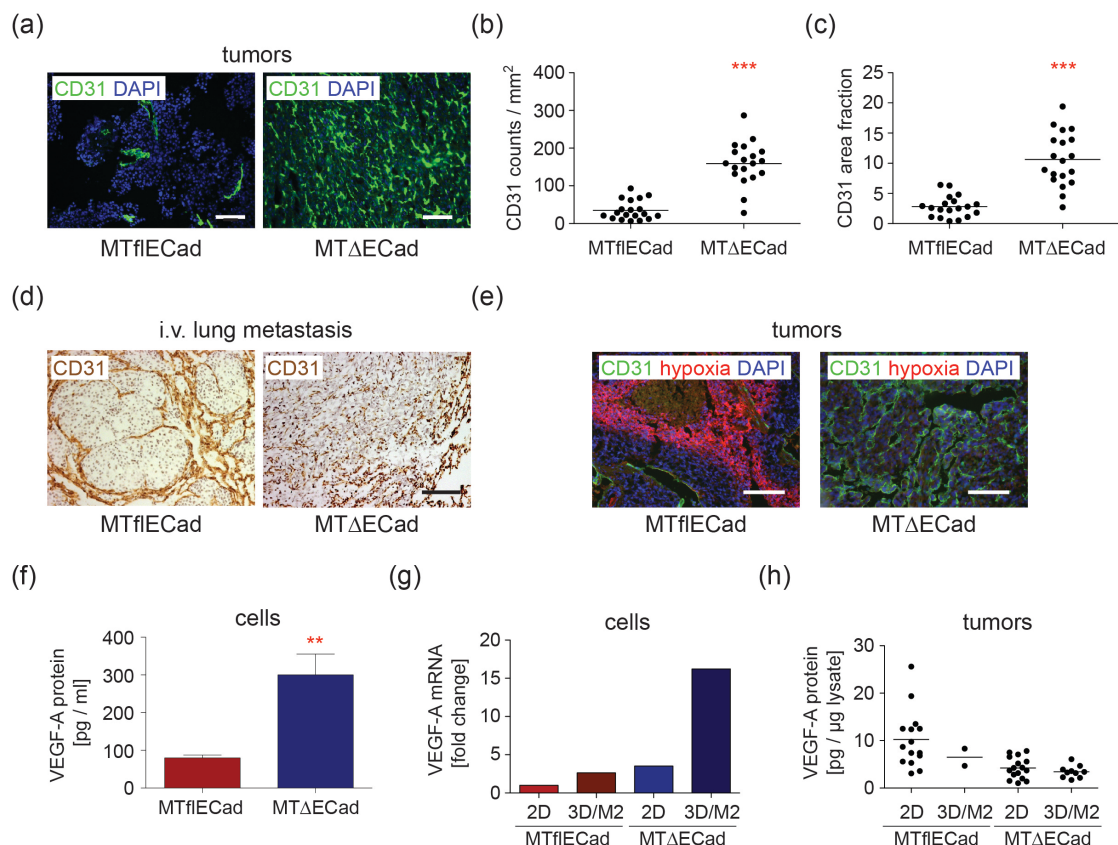 (a)
tumors
CD31 DAPI
CD31 DAPI
MTflECad
MTΔECad
(b)
CD31 counts / mm²
400
300
200
100
0
***
MTflECad
MTΔECad
(c)
CD31 area fraction
25
20
15
10
5
0
***
MTflECad
MTΔECad
(d)
i.v. lung metastasis
CD31
CD31
MTflECad
MTΔECad
(e)
tumors
CD31 hypoxia DAPI
CD31 hypoxia DAPI
MTflECad
MTΔECad
(f)
cells
VEGF-A protein
[pg / ml]
400
300
200
100
0
**
MTflECad
MTΔECad
(g)
cells
VEGF-A mRNA
[fold change]
20
15
10
5
0
2D 3D/M2 2D 3D/M2
MTflECad MTΔECad
(h)
tumors
VEGF-A protein
[pg / µg lysate]
30
20
10
0
2D 3D/M2 2D 3D/M2
MTflECad MTΔECad